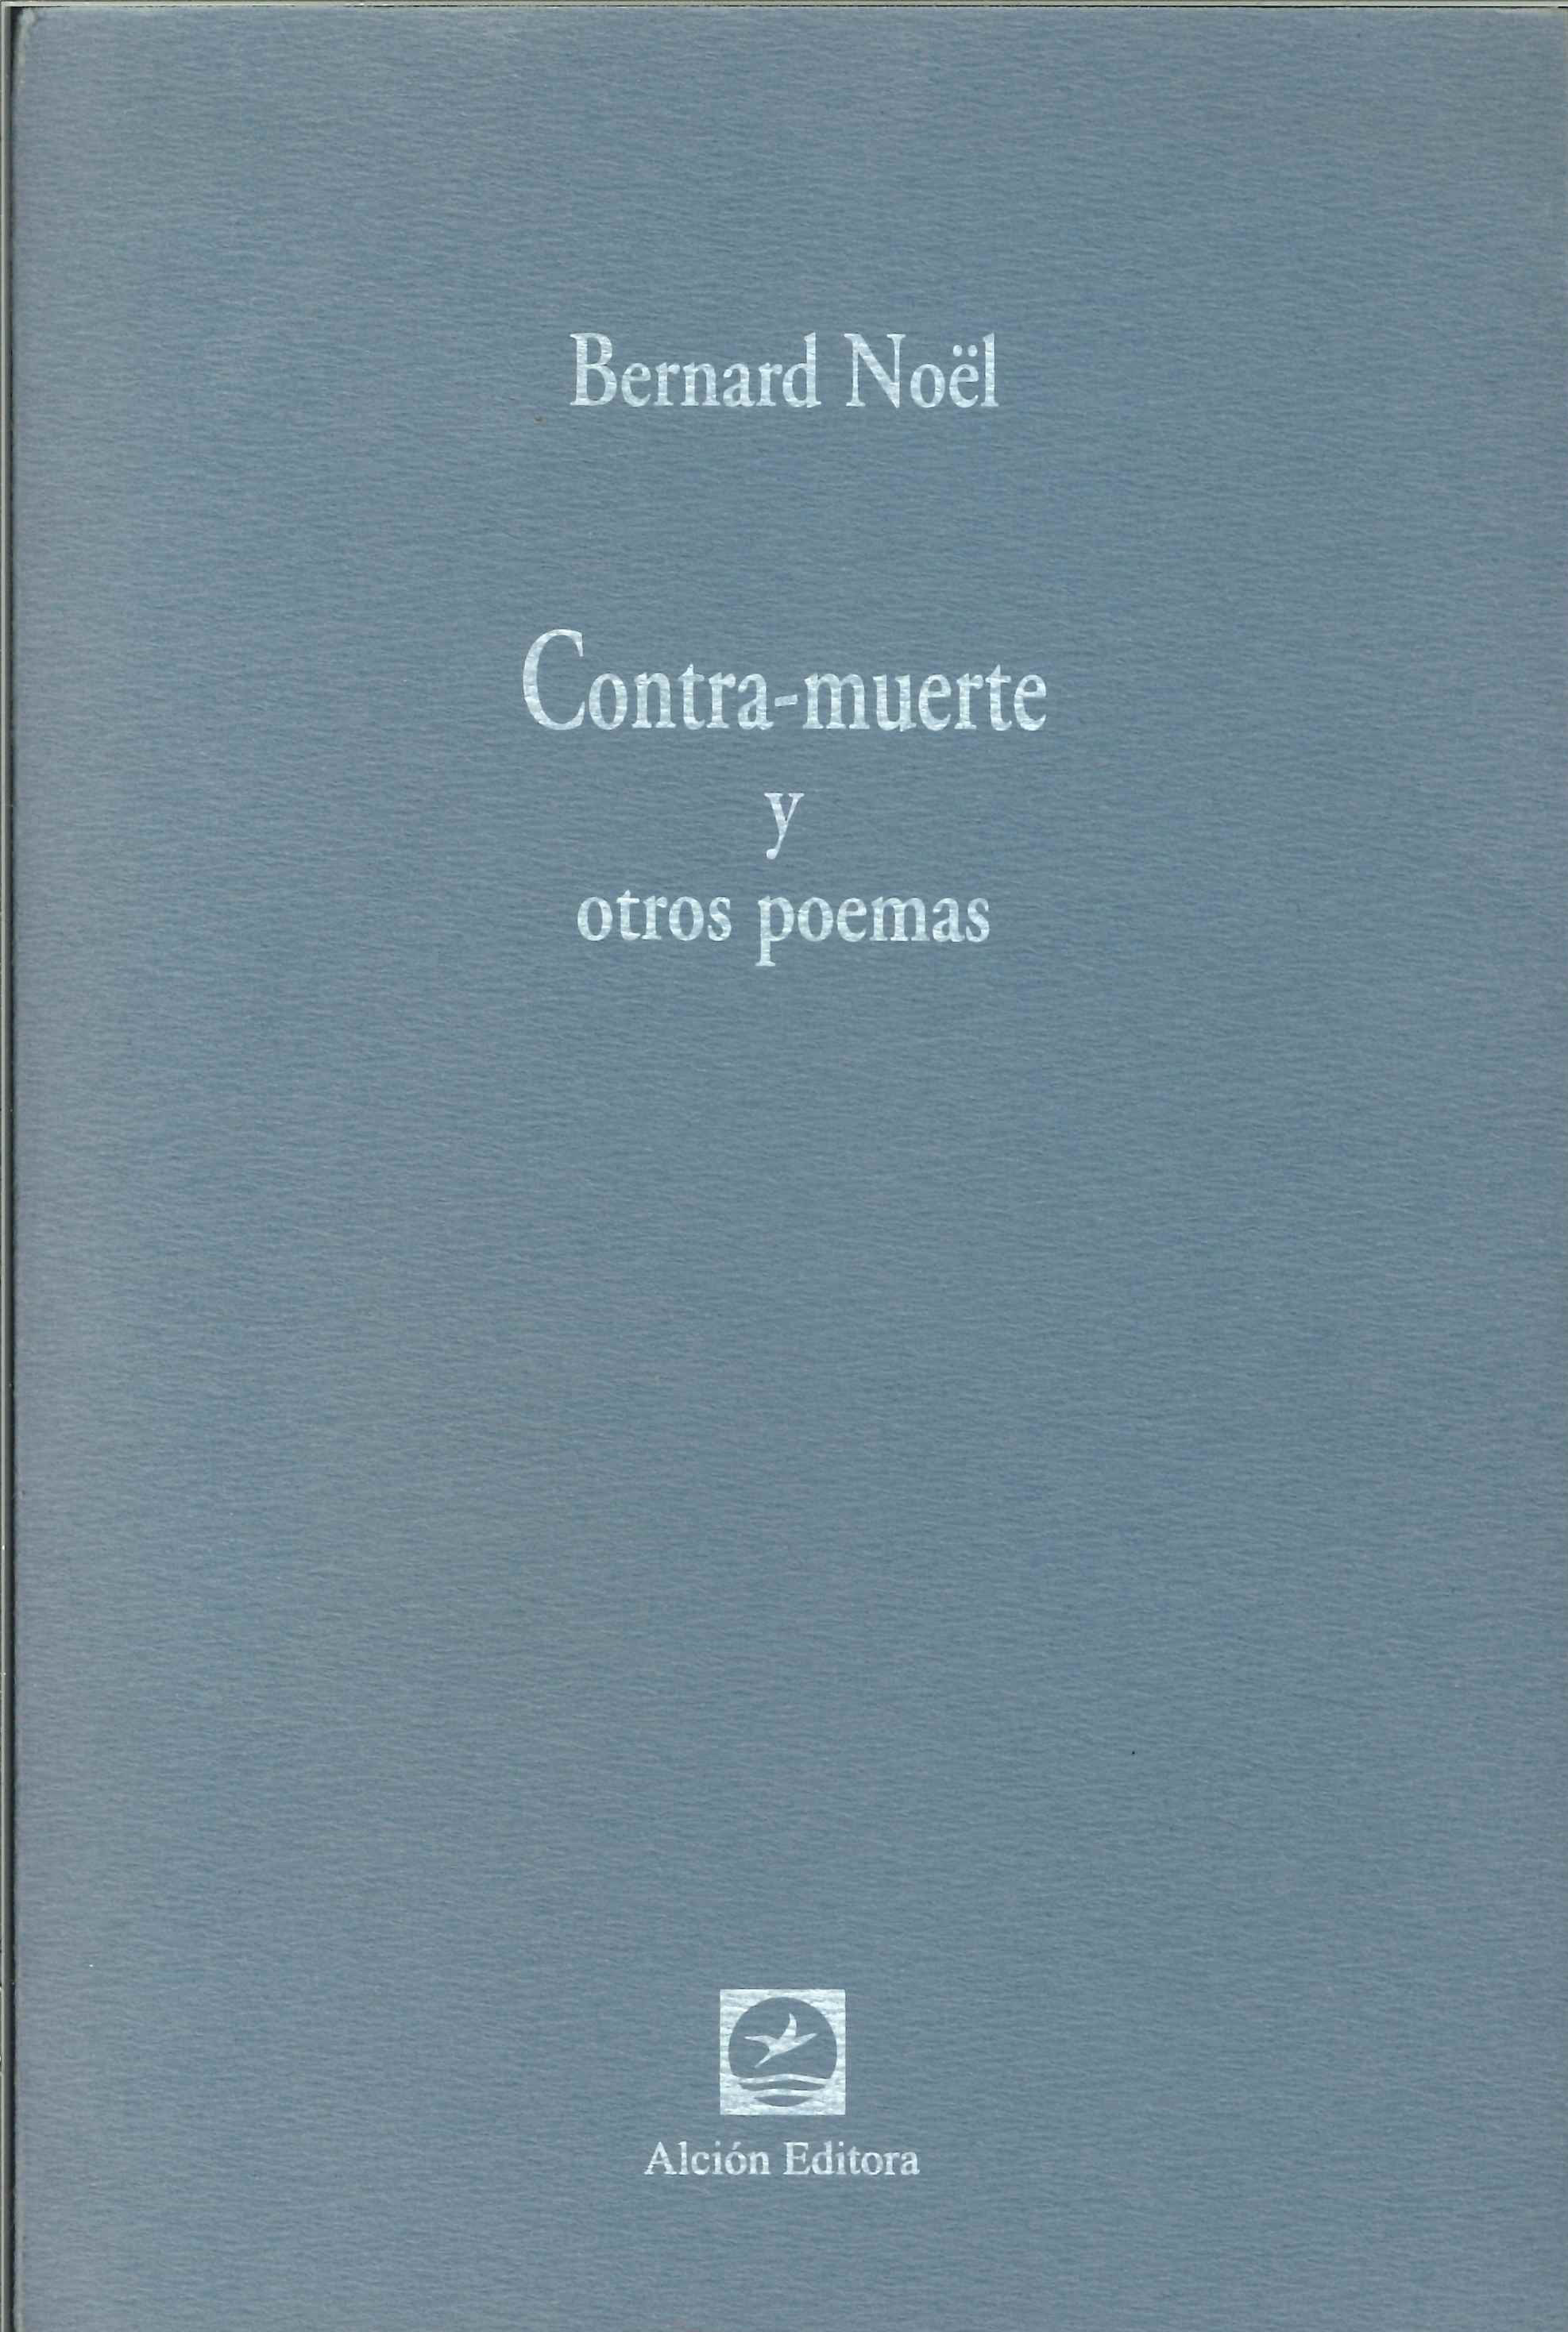 Bernard Noël
Contra-muerte
y
otros poemas
Alción Editora